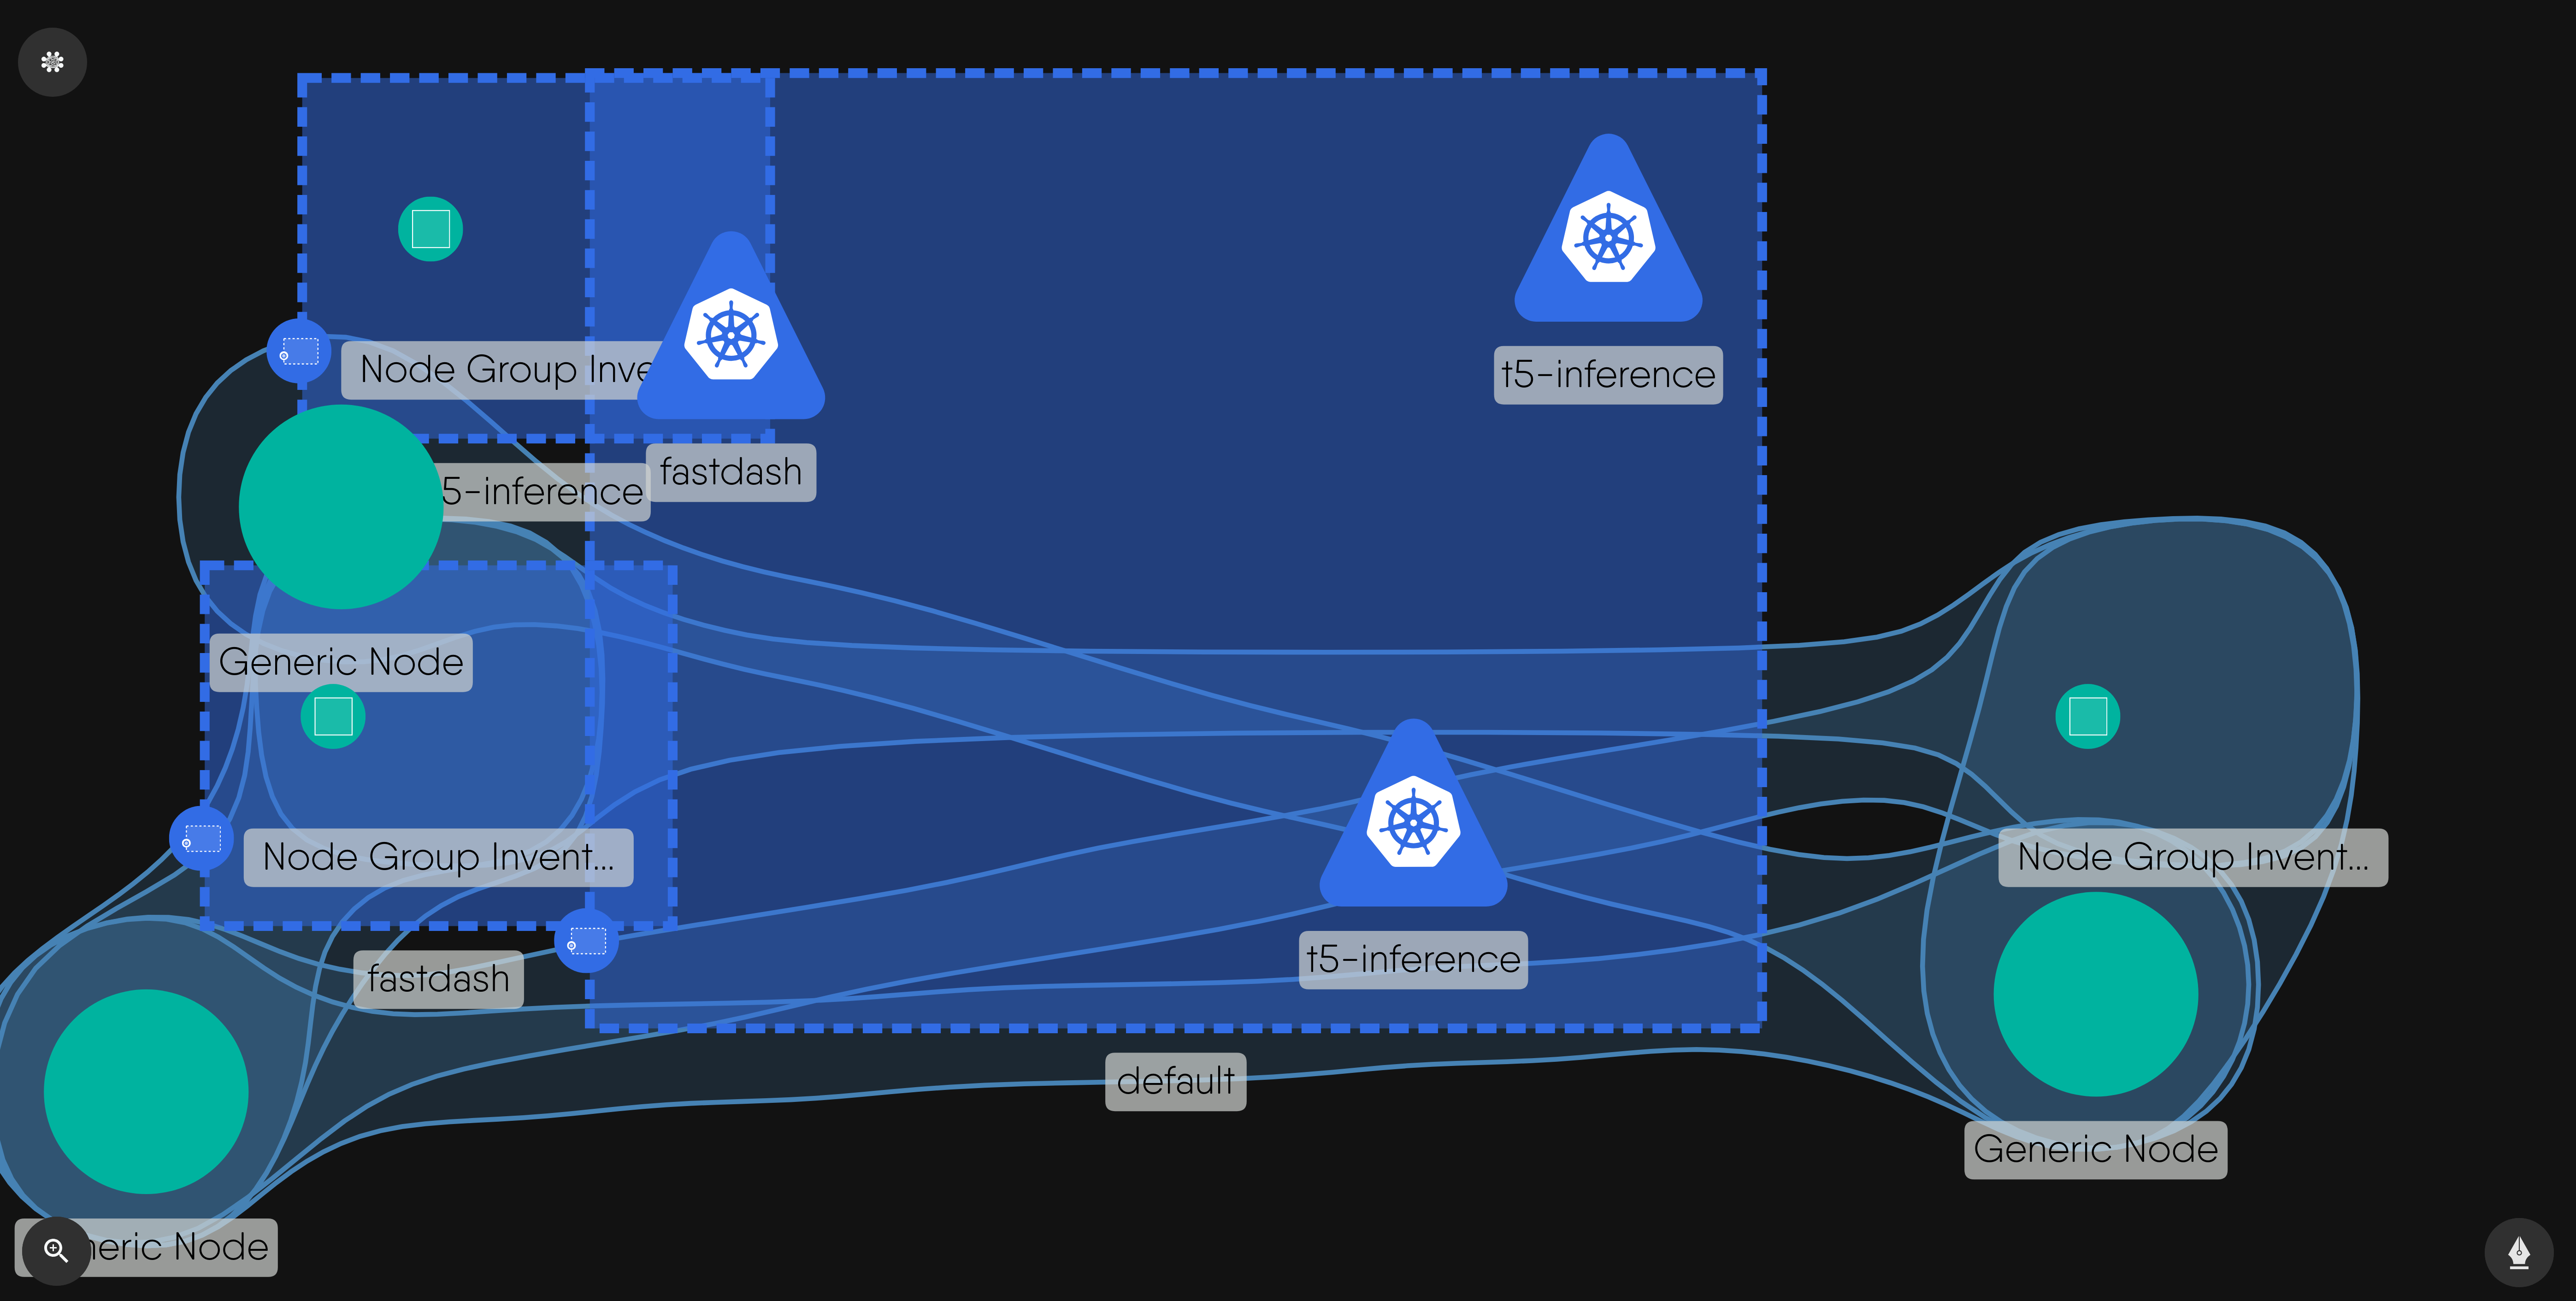 Node Group Inve
t5-inference
5-inference
fastdash
Generic Node
Node Group Invent...
Node Group Invent...
fastdash
t5-inference
default
Generic Node
neric Node